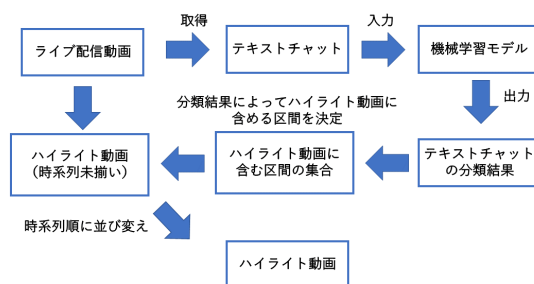 取得
入力
ライブ配信動画
テキストチャット
機械学習モデル
出力
分類結果によってハイライト動画に
含める区間を決定
ハイライト動画
（時系列未揃い）
ハイライト動画に
含む区間の集合
テキストチャット
の分類結果
時系列順に並び変え
ハイライト動画